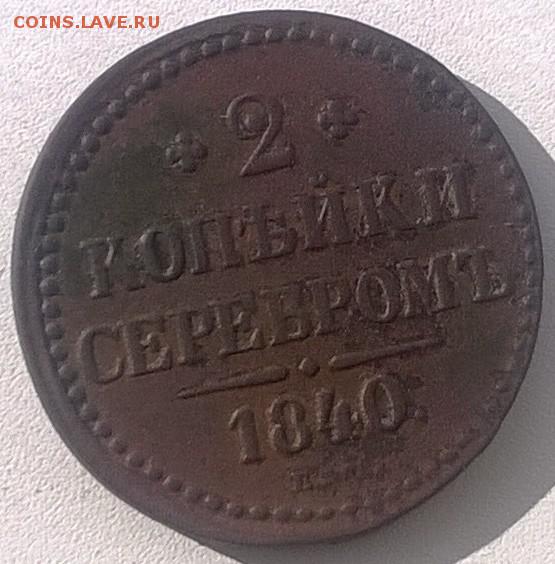 COINS.LAVE.RU
2
КОПѢЙКИ
СЕРЕБРОМЪ
1840.